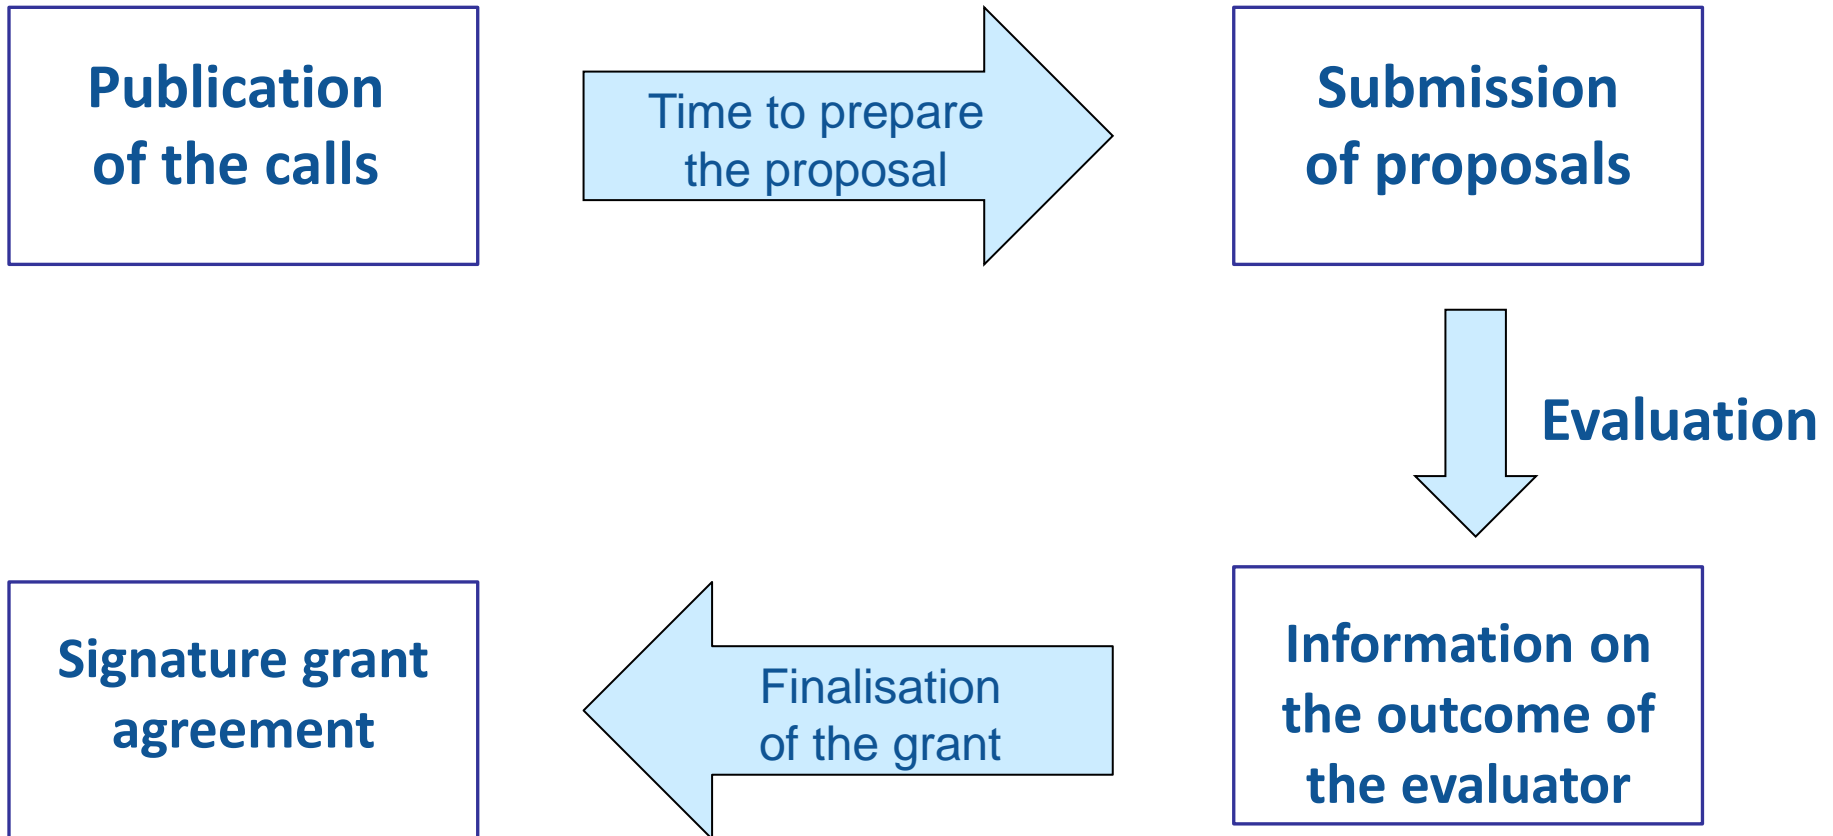 Publication
of the calls
Time to prepare
the proposal
Submission
of proposals
Evaluation
Information on
the outcome of
the evaluator
Finalisation
of the grant
Signature grant
agreement